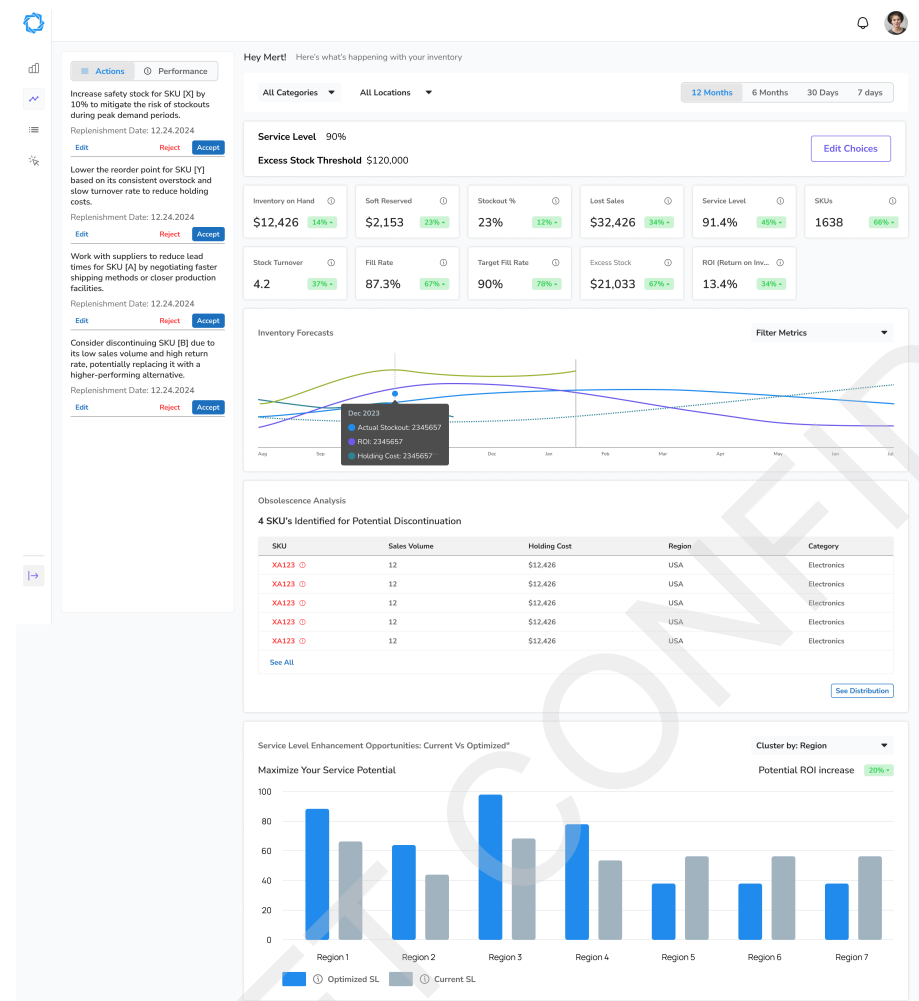 Actions
Performance
Increase safety stock for SKU [X] by
10% to mitigate the risk of stockouts
during peak demand periods.
Replenishment Date: 12.24.2024
Edit Reject Accept
Lower the reorder point for SKU [Y]
based on its consistent overstock and
slow turnover rate to reduce holding
costs.
Replenishment Date: 12.24.2024
Edit Reject Accept
Work with suppliers to reduce lead
times for SKU [A] by negotiating faster
shipping methods or closer production
facilities.
Replenishment Date: 12.24.2024
Edit Reject Accept
Consider discontinuing SKU [B] due to
its low sales volume and high return
rate, potentially replacing it with a
higher-performing alternative.
Replenishment Date: 12.24.2024
Edit Reject Accept
Hey Mert! Here's what's happening with your inventory
All Categories All Locations 12 Months 6 Months 30 Days 7 days
Service Level 90%
Excess Stock Threshold $120,000
Edit Choices
Inventory on Hand
$12,426 14%
Soft Reserved
$2,153 23%
Stockout %
23% 12%
Lost Sales
$32,426 34%
Service Level
91.4% 45%
SKUs
1638 66%
Stock Turnover
4.2 37%
Fill Rate
87.3% 67%
Target Fill Rate
90% 78%
Excess Stock
$21,033 67%
ROI (Return on Inv...
13.4% 34%
Inventory Forecasts
Filter Metrics
Dec 2023
Actual Stockout: 2345657
ROI: 2345657
Holding Cost: 2345657
Aug Sep Dec Jan Feb Mar Apr May Jun Jul
Obsolescence Analysis
4 SKU's Identified for Potential Discontinuation
SKU Sales Volume Holding Cost Region Category
XA123 12 $12,426 USA Electronics
XA123 12 $12,426 USA Electronics
XA123 12 $12,426 USA Electronics
XA123 12 $12,426 USA Electronics
XA123 12 $12,426 USA Electronics
See All
See Distribution
Service Level Enhancement Opportunities: Current Vs Optimized"
Cluster by: Region
Maximize Your Service Potential
Potential ROI increase 20%
100
80
60
40
20
0
Region 1 Region 2 Region 3 Region 4 Region 5 Region 6 Region 7
Optimized SL Current SL